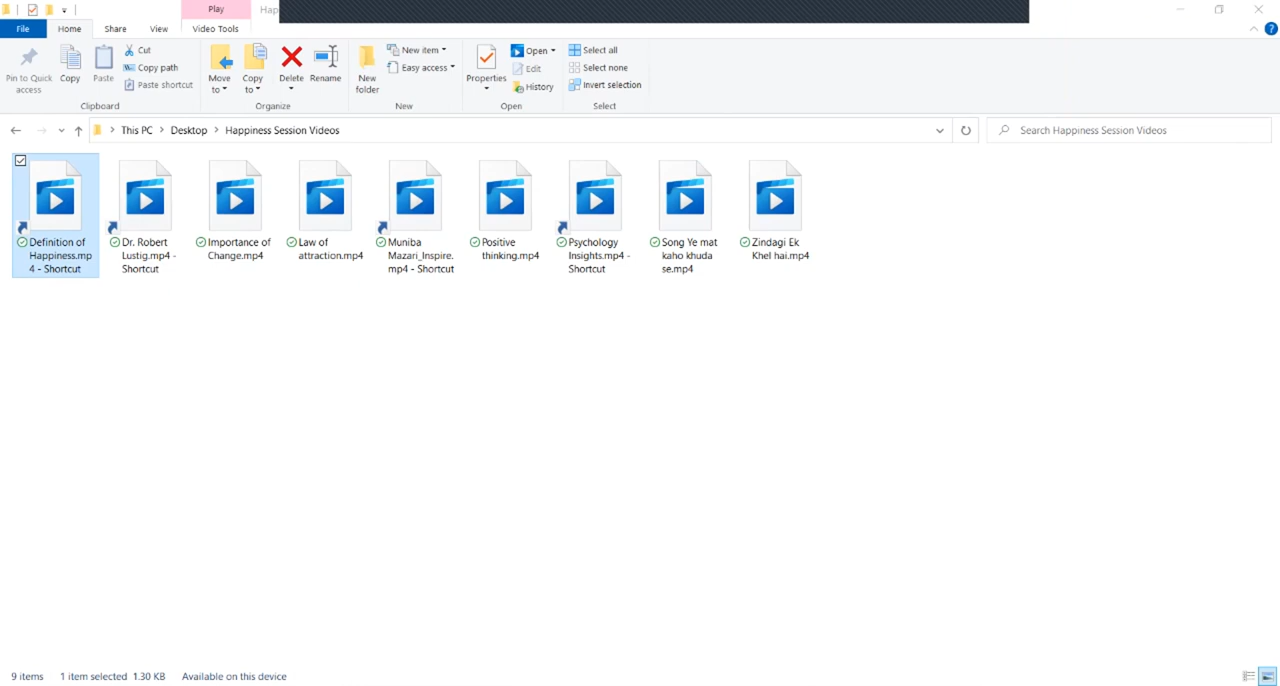 Play
Hap
File
Home
Share
View
Video Tools
Pin to Quick
access
Copy
Paste
Cut
Copy path
Paste shortcut
Clipboard
Move
to
Copy
to
Delete
Rename
Organize
New
folder
New item
Easy access
New
Properties
Open
Edit
History
Open
Select all
Select none
Invert selection
Select
This PC > Desktop > Happiness Session Videos
Search Happiness Session Videos
Definition of
Happiness.mp
4 - Shortcut
Dr. Robert
Lustig.mp4 -
Shortcut
Importance of
Change.mp4
Law of
attraction.mp4
Muniba
Mazari_Inspire.
mp4 - Shortcut
Positive
thinking.mp4
Psychology
Insights.mp4 -
Shortcut
Song Ye mat
kaho khuda
se.mp4
Zindagi Ek
Khel hai.mp4
9 items 1 item selected 1.30 KB Available on this device